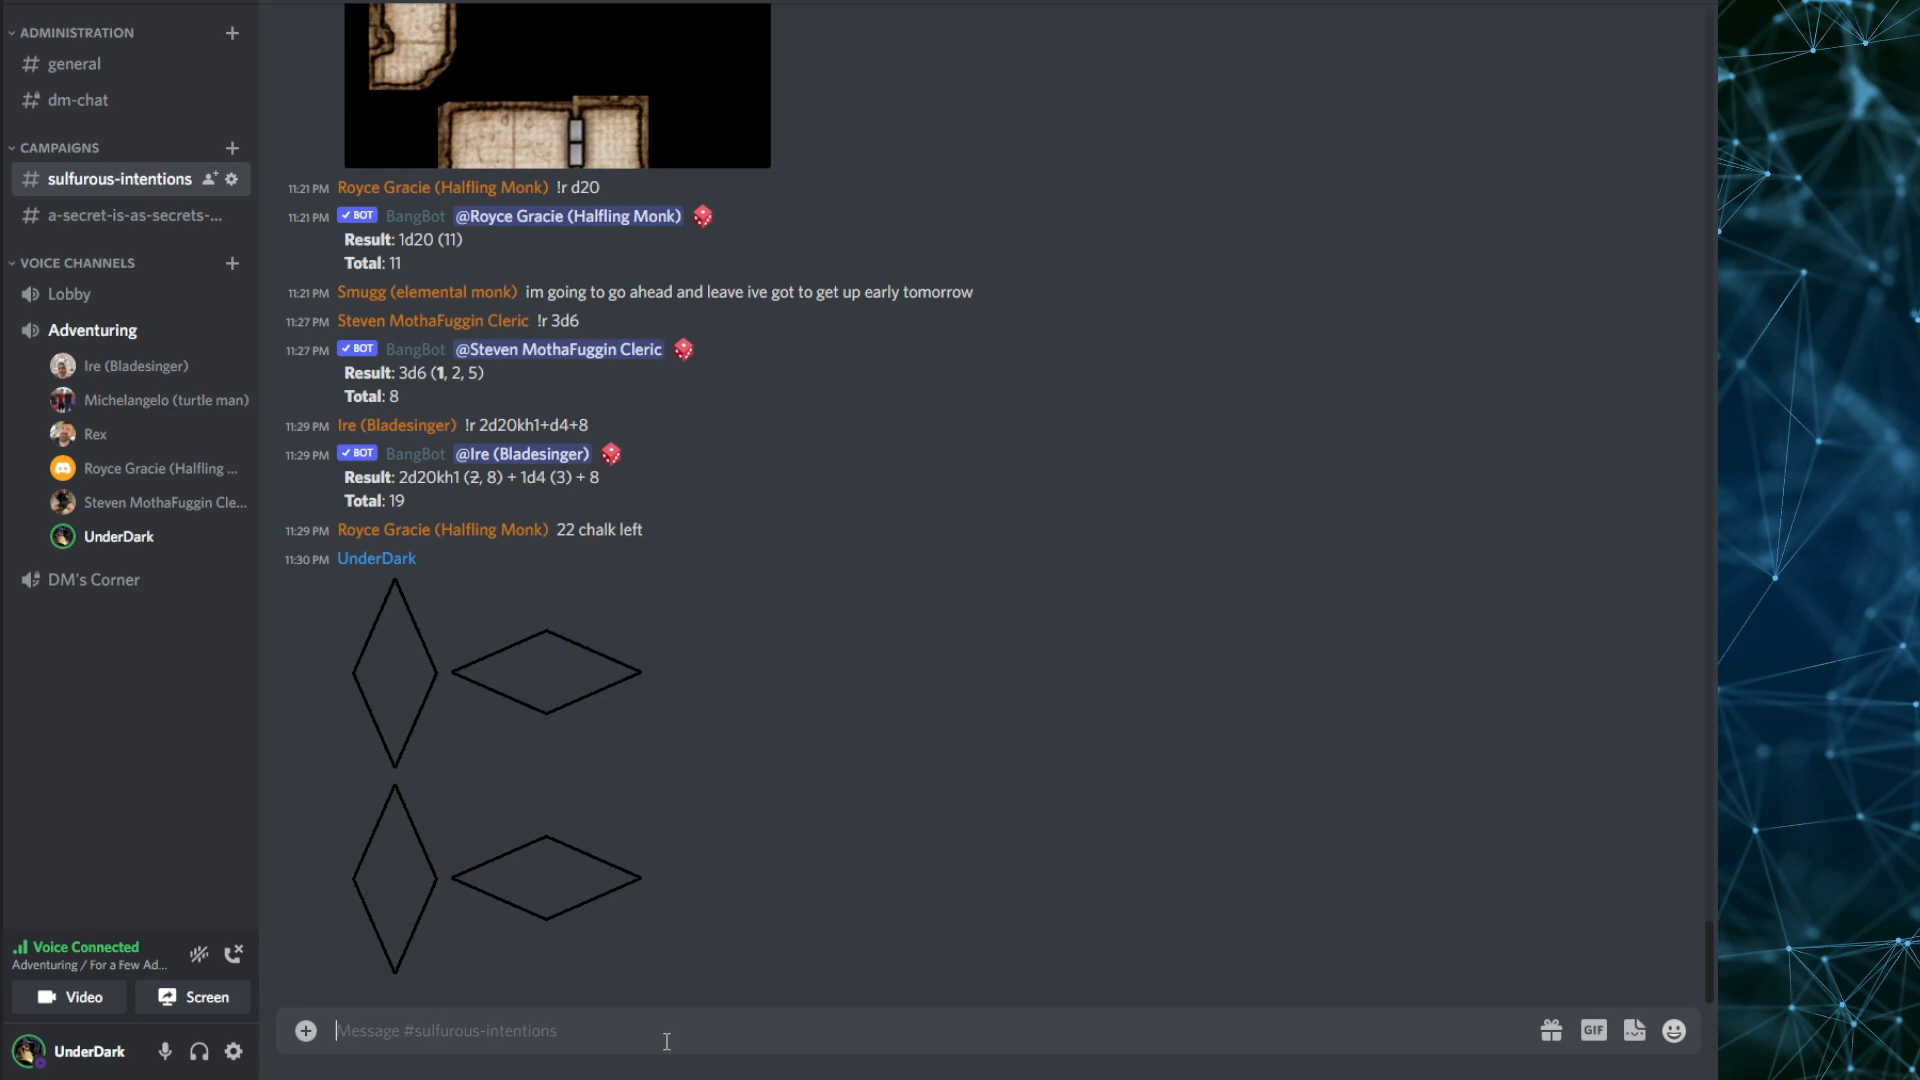 ADMINISTRATION
general
dm-chat
CAMPAIGNS
sulfurous-intentions
a-secret-is-as-secrets-...
VOICE CHANNELS
Lobby
Adventuring
Ire (Bladesinger)
Michelangelo (turtle man)
Rex
Royce Gracie (Halfling ...
Steven MothaFuggin Cle...
UnderDark
DM's Corner
Voice Connected
Adventuring / For a Few Ad...
Video
Screen
UnderDark
11:21 PM Royce Gracie (Halfling Monk) !r d20
11:21 PM BOT BangBot @Royce Gracie (Halfling Monk)
Result: 1d20 (11)
Total: 11
11:21 PM Smugg (elemental monk) im going to go ahead and leave ive got to get up early tomorrow
11:27 PM Steven MothaFuggin Cleric !r 3d6
11:27 PM BOT BangBot @Steven MothaFuggin Cleric
Result: 3d6 (1, 2, 5)
Total: 8
11:29 PM Ire (Bladesinger) !r 2d20kh1+d4+8
11:29 PM BOT BangBot @Ire (Bladesinger)
Result: 2d20kh1 (2, 8) + 1d4 (3) + 8
Total: 19
11:29 PM Royce Gracie (Halfling Monk) 22 chalk left
11:30 PM UnderDark
Message #sulfurous-intentions
GIF